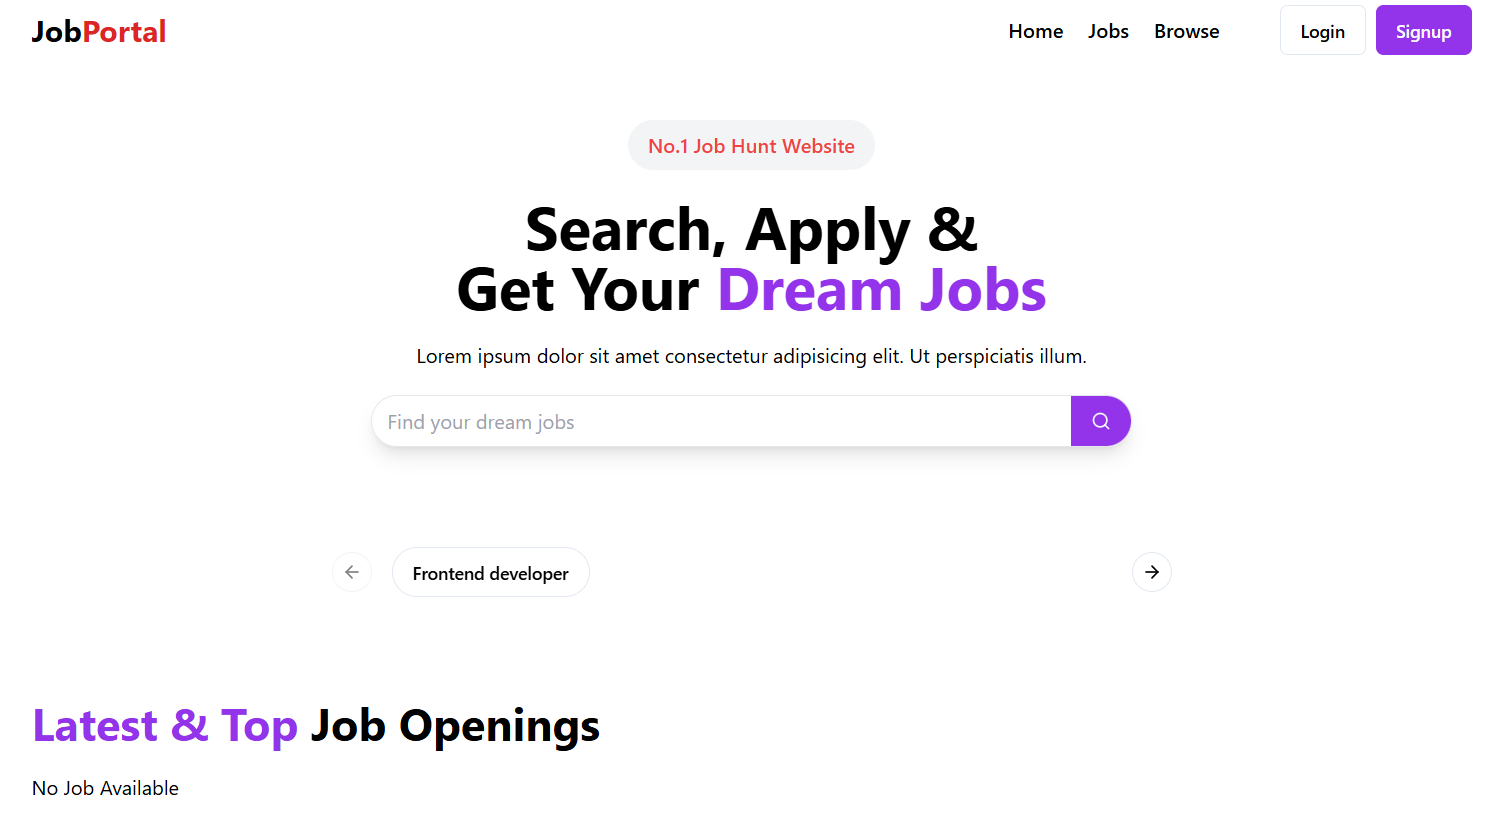 JobPortal
Home
Jobs
Browse
Login
Signup
No.1 Job Hunt Website
Search, Apply &
Get Your Dream Jobs
Lorem ipsum dolor sit amet consectetur adipisicing elit. Ut perspiciatis illum.
Find your dream jobs
Frontend developer
Latest & Top Job Openings
No Job Available